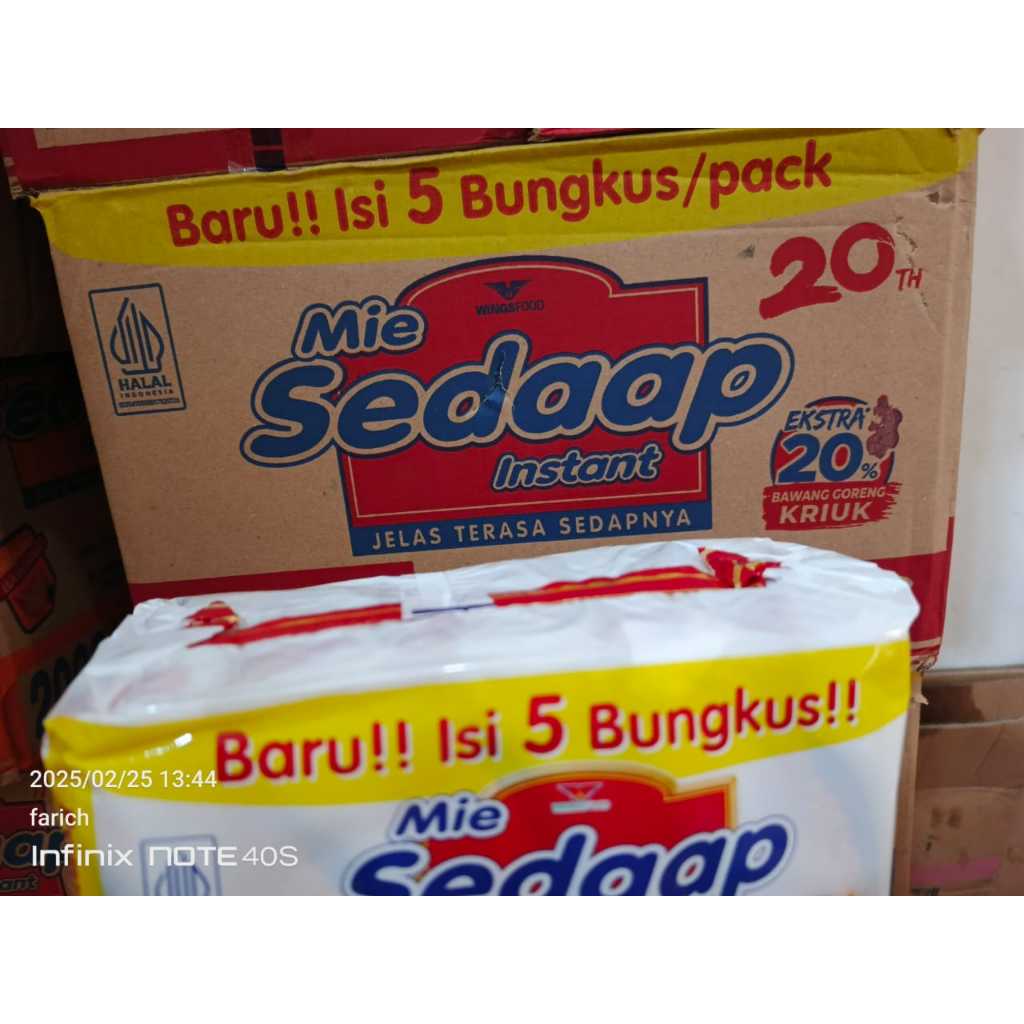 Baru!! Isi 5 Bungkus/pack
20TH
WINGSFOOD
Mie
Sedaap
Instant
JELAS TERASA SEDAPNYA
HALAL
INDONESIA
EKSTRA
20%
BAWANG GORENG
KRIUK
Baru!! Isi 5 Bungkus!!
Mie
Sedaap
2025/02/25 13:44
farich
Infinix NOTE 40S